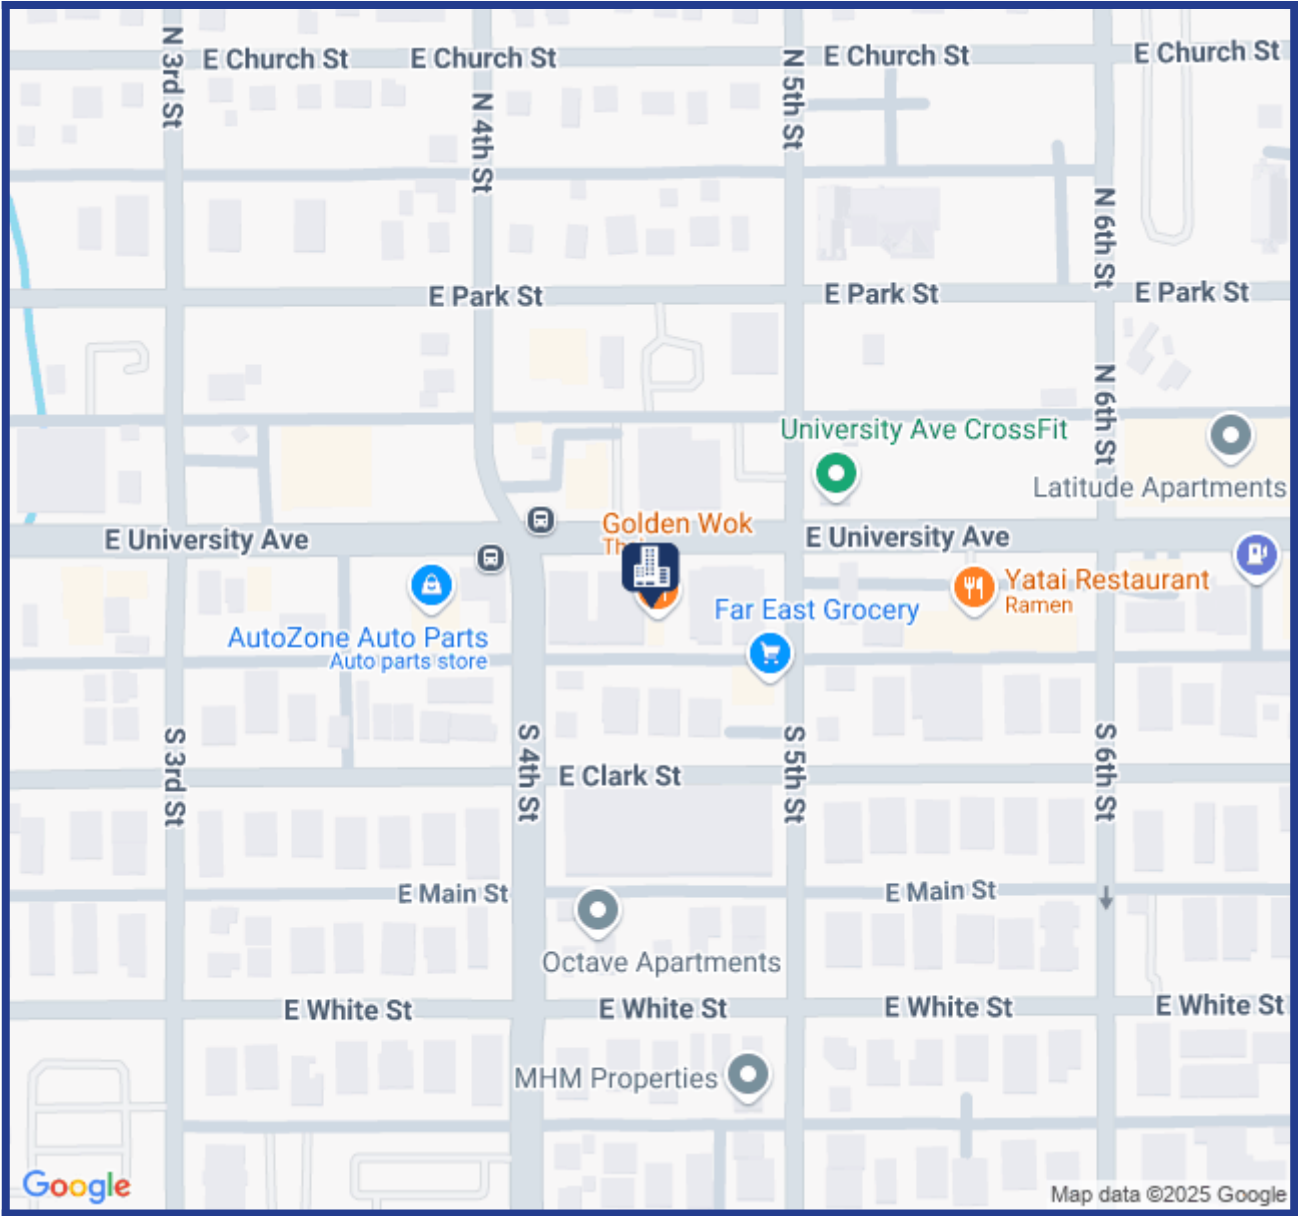 N 3rd St
E Church St
E Church St
N 5th St
E Church St
E Church St
N 4th St
N 6th St
E Park St
E Park St
E Park St
N 6th St
University Ave CrossFit
Latitude Apartments
E University Ave
Golden Wok
E University Ave
Yatai Restaurant
Ramen
Far East Grocery
AutoZone Auto Parts
Auto parts store
S 3rd St
S 4th St
S 5th St
S 6th St
E Clark St
E Main St
E Main St
Octave Apartments
E White St
E White St
E White St
E White St
MHM Properties
Google
Map data ©2025 Google